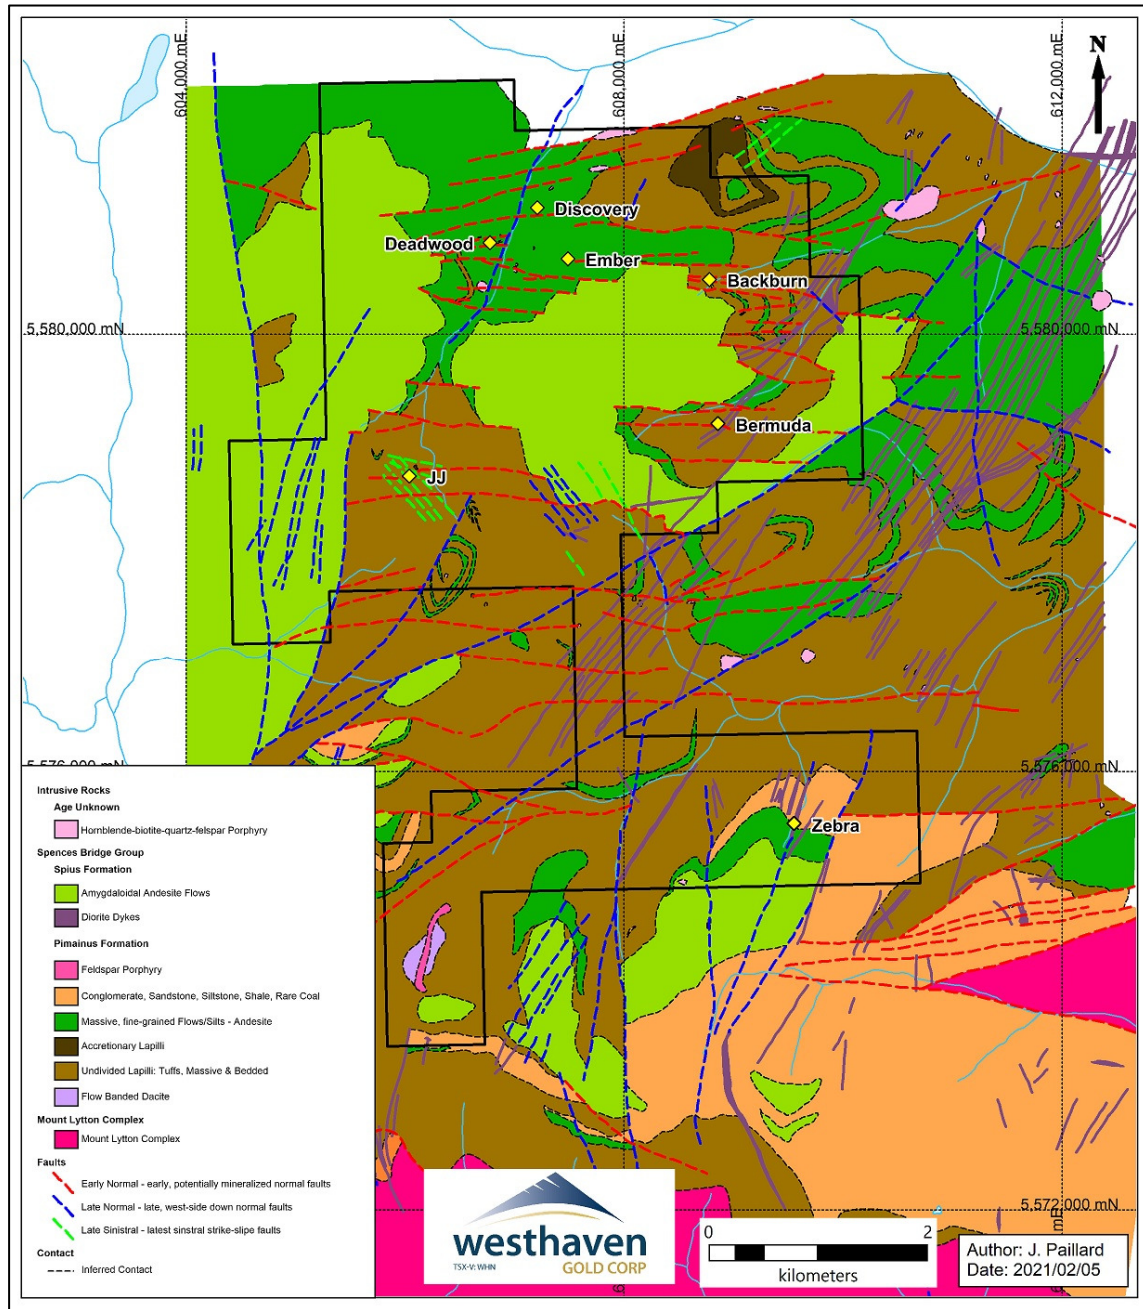 604,000 mE
608,000 mE
612,000 mE
N
Discovery
Deadwood
Ember
Backburn
5,580,000 mN
5,580,000 mN
Bermuda
JJ
5,576,000 mN
5,576,000 mN
Zebra
Intrusive Rocks
Age Unknown
Hornblende-biotite-quartz-felspar Porphyry
Spences Bridge Group
Spius Formation
Amygdaloidal Andesite Flows
Diorite Dykes
Pimainus Formation
Feldspar Porphyry
Conglomerate, Sandstone, Siltstone, Shale, Rare Coal
Massive, fine-grained Flows/Silts - Andesite
Accretionary Lapilli
Undivided Lapilli: Tuffs, Massive & Bedded
Flow Banded Dacite
Mount Lytton Complex
Mount Lytton Complex
Faults
Early Normal - early, potentially mineralized normal faults
Late Normal - late, west-side down normal faults
Late Sinistral - latest sinstral strike-slipe faults
Contact
Inferred Contact
5,572,000 mN
mE
westhaven
TSX-V: WHN
GOLD CORP
0
2
kilometers
Author: J. Paillard
Date: 2021/02/05